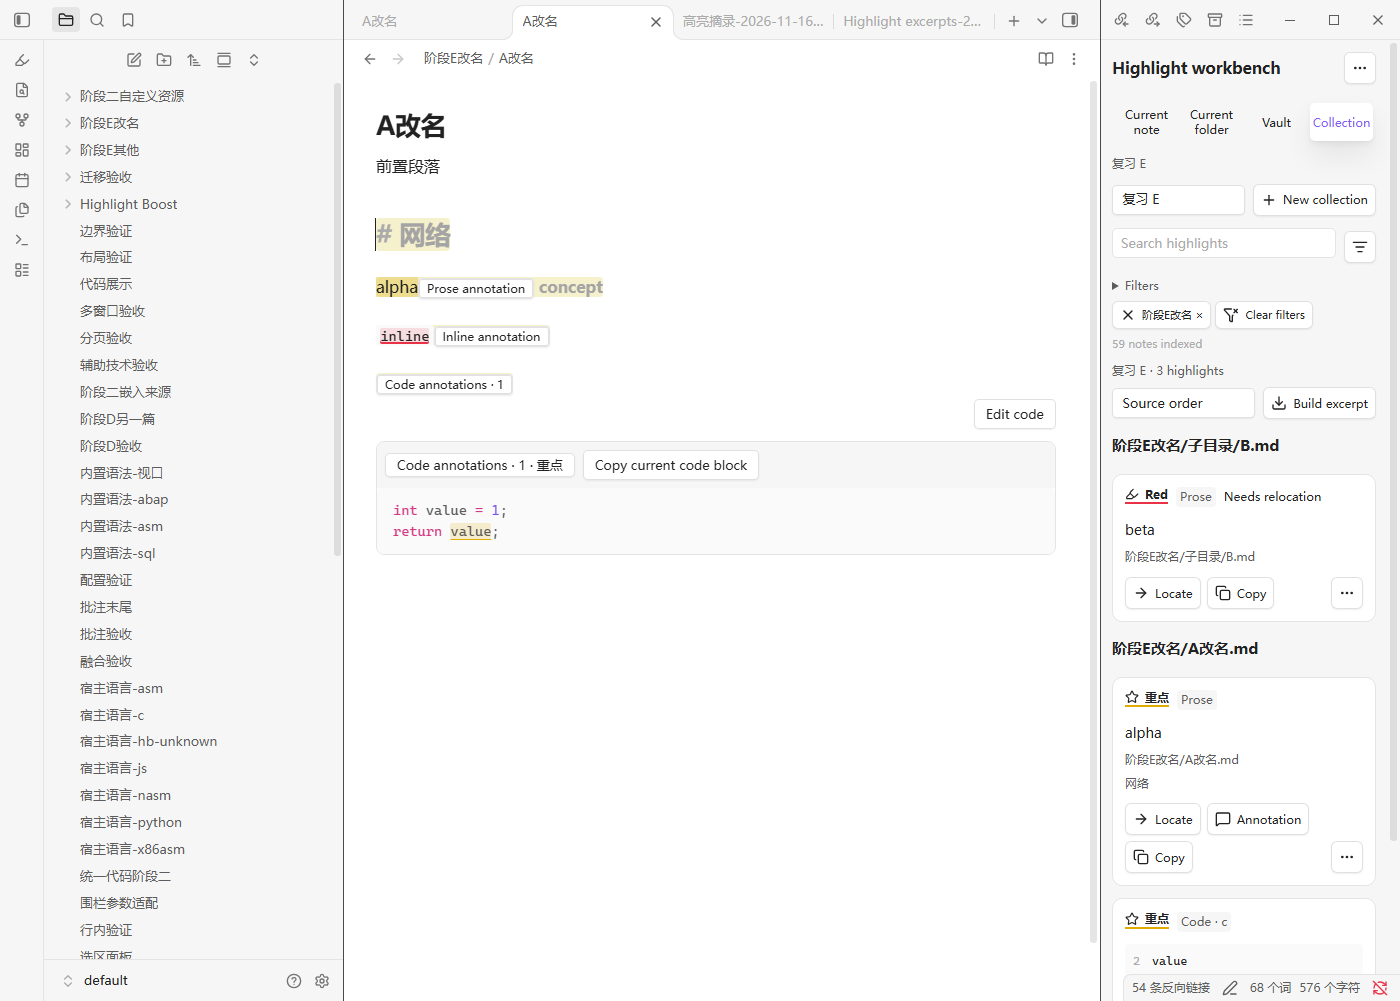 阶段二自定义资源
阶段E改名
阶段E其他
迁移验收
Highlight Boost
边界验证
布局验证
代码展示
多窗口验收
分页验收
辅助技术验收
阶段二嵌入来源
阶段D另一篇
阶段D验收
内置语法-视口
内置语法-abap
内置语法-asm
内置语法-sql
配置验证
批注末尾
批注验收
融合验收
宿主语言-asm
宿主语言-c
宿主语言-hb-unknown
宿主语言-js
宿主语言-nasm
宿主语言-python
宿主语言-x86asm
统一代码阶段二
围栏参数适配
行内验证
选区面板
default
A改名
A改名
高亮摘录-2026-11-16...
Highlight excerpts-2...
阶段E改名 / A改名
A改名
前置段落
# 网络
alpha Prose annotation concept
inline Inline annotation
Code annotations · 1
Edit code
Code annotations · 1 · 重点 Copy current code block
int value = 1;
return value;
Highlight workbench
Current note
Current folder
Vault
Collection
复习 E
复习 E
New collection
Search highlights
Filters
阶段E改名 ×
Clear filters
59 notes indexed
复习 E · 3 highlights
Source order
Build excerpt
阶段E改名/子目录/B.md
Red Prose Needs relocation
beta
阶段E改名/子目录/B.md
Locate Copy
阶段E改名/A改名.md
重点 Prose
alpha
阶段E改名/A改名.md
网络
Locate Annotation
Copy
重点 Code · c
2 value
54 条反向链接 68 个词 576 个字符